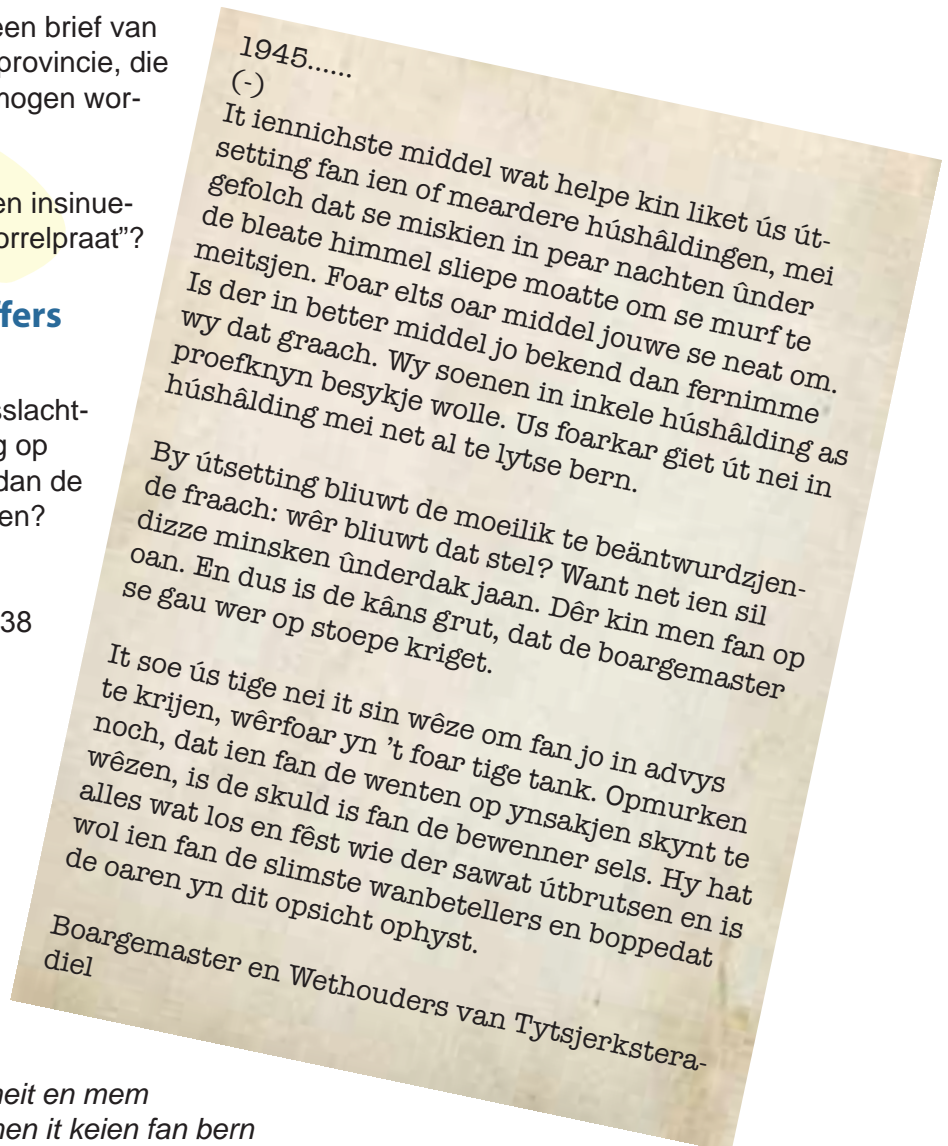 een brief van
provincie, die
mogen wor-
en insinue-
orrelpraat”?
ffers
sslacht-
g op
dan de
en?
38
1945......
(-)
It iennichste middel wat helpe kin liket ús út-
setting fan ien of meardere húshâldingen, mei
gefolch dat se miskien in pear nachten ûnder
de bleate himmel sliepe moatte om se murf te
meitsjen. Foar elts oar middel jouwe se neat om.
Is der in better middel jo bekend dan fernimme
wy dat graach. Wy soenen in inkele húshâlding as
proefknyn besykje wolle. Us foarkar giet út nei in
húshâlding mei net al te lytse bern.
By útsetting bliuwt de moeilik te beäntwurdzjen-
de fraach: wêr bliuwt dat stel? Want net ien sil
dizze minsken ûnderdak jaan. Dêr kin men fan op
oan. En dus is de kâns grut, dat de boargemaster
se gau wer op stoepe kriget.
It soe ús tige nei it sin wêze om fan jo in advys
te krijen, wêrfoar yn ’t foar tige tank. Opmurken
noch, dat ien fan de wenten op ynsakjen skynt te
wêzen, is de skuld is fan de bewenner sels. Hy hat
alles wat los en fêst wie der sawat útbrutsen en is
wol ien fan de slimste wanbetellers en boppedat
de oaren yn dit opsicht ophyst.
Boargemaster en Wethouders van Tytsjerkstera-
diel
heit en mem
nen it keien fan bern